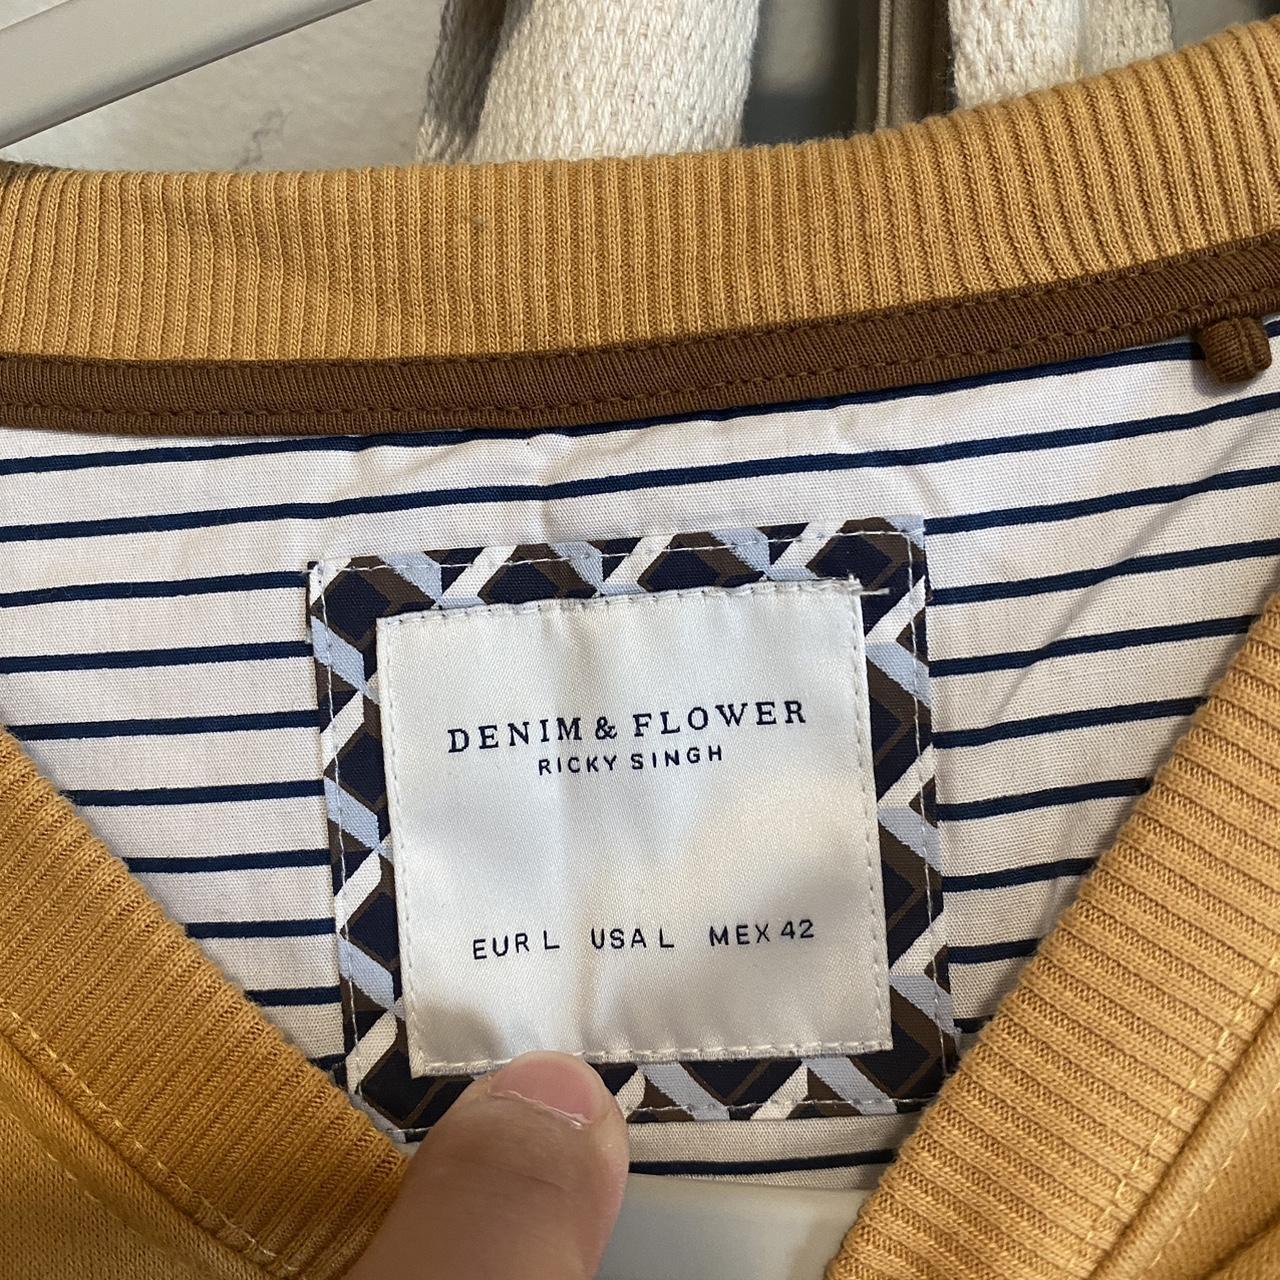 DENIM & FLOWER
RICKY SINGH
EUR L USA L MEX 42